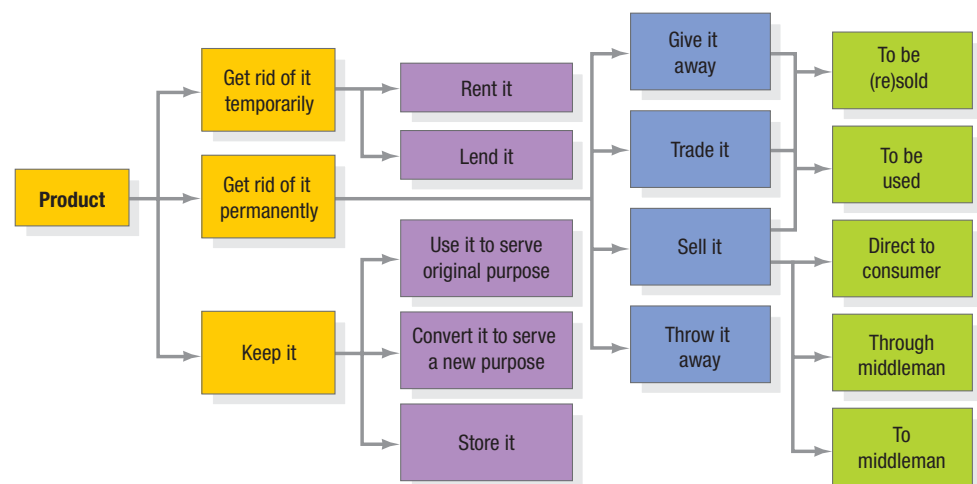 Product
Get rid of it
temporarily
Get rid of it
permanently
Keep it
Rent it
Lend it
Use it to serve
original purpose
Convert it to serve
a new purpose
Store it
Give it
away
Trade it
Sell it
Throw it
away
To be
(re)sold
To be
used
Direct to
consumer
Through
middleman
To
middleman